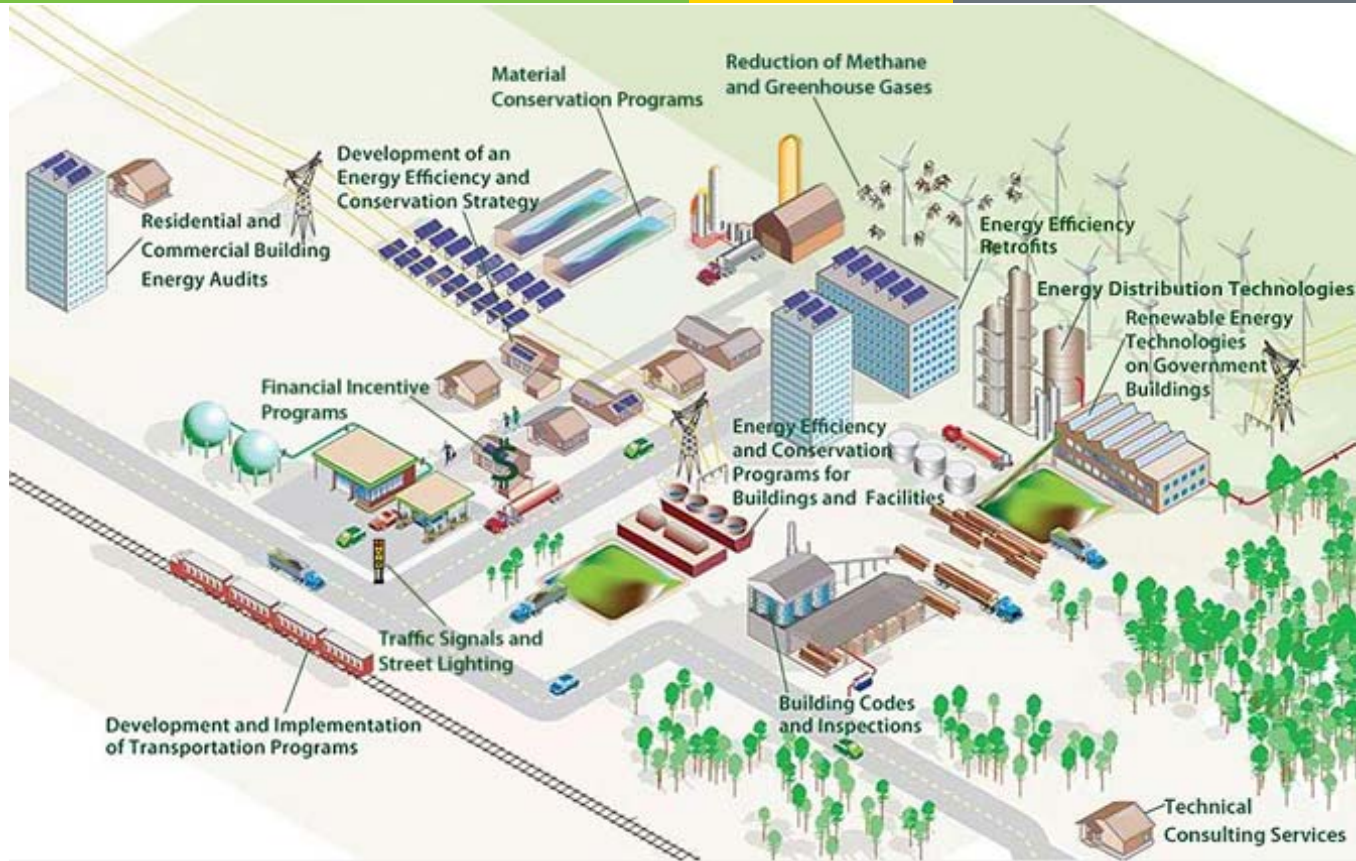 Reduction of Methane
and Greenhouse Gases
Material
Conservation Programs
Development of an
Energy Efficiency and
Conservation Strategy
Residential and
Commercial Building
Energy Audits
Energy Efficiency
Retrofits
Energy Distribution Technologies
Renewable Energy
Technologies
on Government
Buildings
Financial Incentive
Programs
$
Energy Efficiency
and Conservation
Programs for
Buildings and Facilities
Traffic Signals and
Street Lighting
Development and Implementation
of Transportation Programs
Building Codes
and Inspections
Technical
Consulting Services